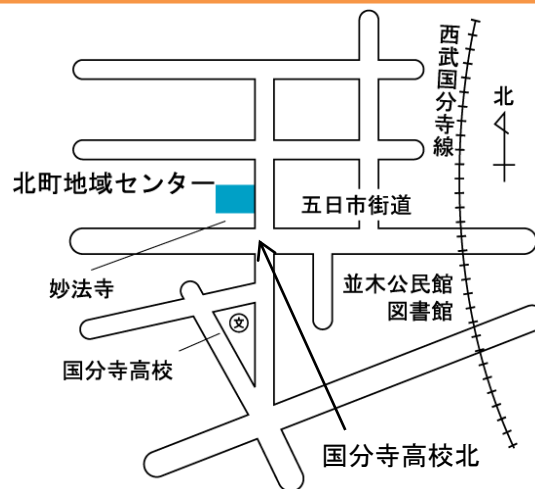 西武国分寺線
北
北町地域センター
五日市街道
妙法寺
並木公民館
図書館
文
国分寺高校
国分寺高校北